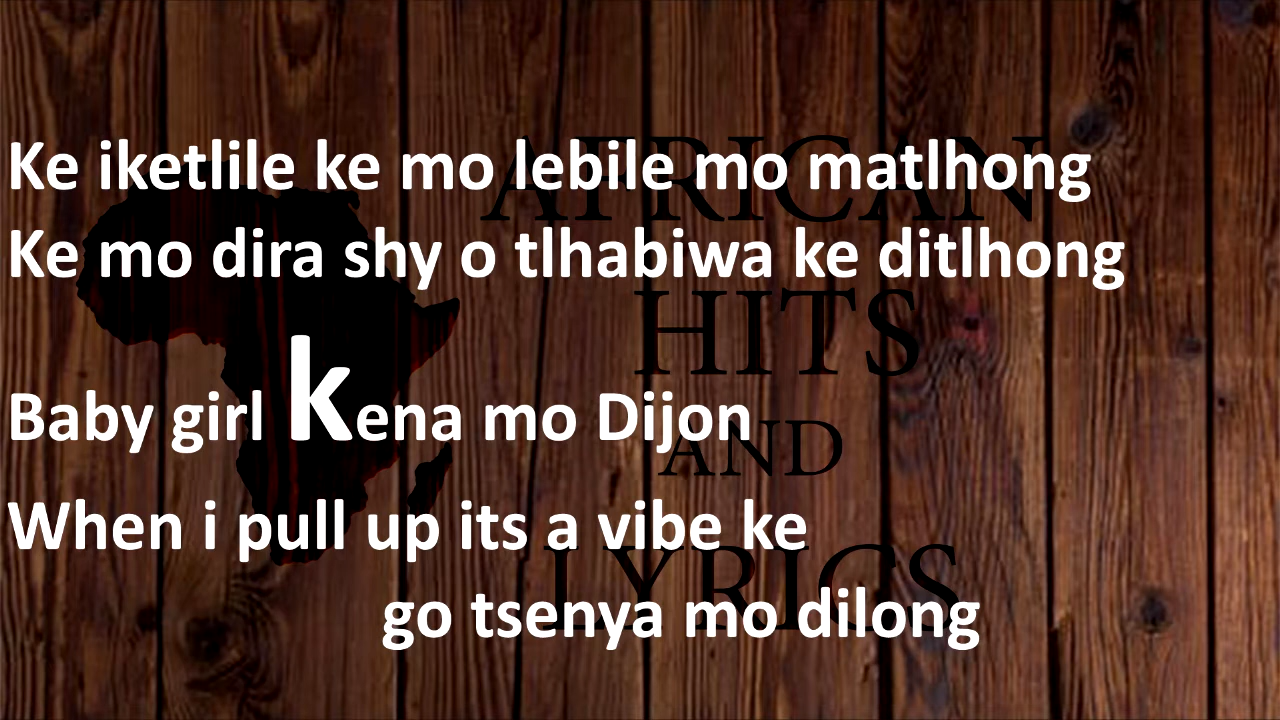 Ke iketlile ke mo lebile mo matlhong
Ke mo dira shy o tlhabiwa ke ditlhong
Baby girl kena mo Dijon
When i pull up its a vibe ke
go tsenya mo dilong
AFRICAN
HITS
AND
LYRICS